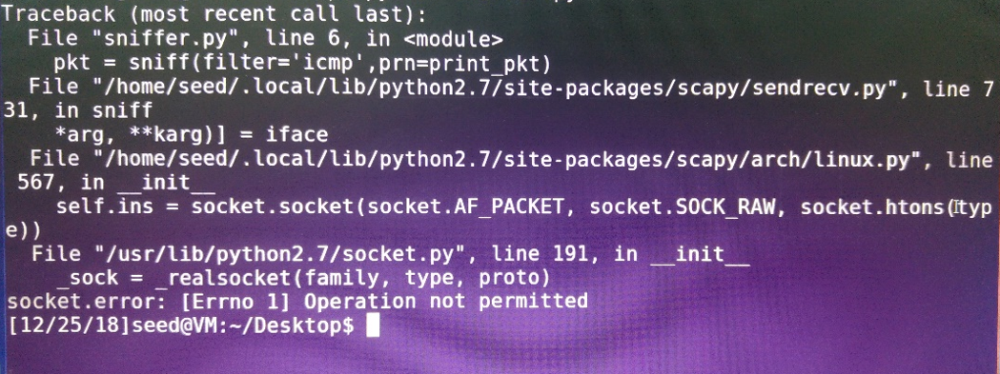 Traceback (most recent call last):
File "sniffer.py", line 6, in <module>
pkt = sniff(filter='icmp',prn=print_pkt)
File "/home/seed/.local/lib/python2.7/site-packages/scapy/sendrecv.py", line 7
31, in sniff
*arg, **karg)] = iface
File "/home/seed/.local/lib/python2.7/site-packages/scapy/arch/linux.py", line
567, in __init__
self.ins = socket.socket(socket.AF_PACKET, socket.SOCK_RAW, socket.htons(typ
e))
File "/usr/lib/python2.7/socket.py", line 191, in __init__
_sock = _realsocket(family, type, proto)
socket.error: [Errno 1] Operation not permitted
[12/25/18]seed@VM:~/Desktop$